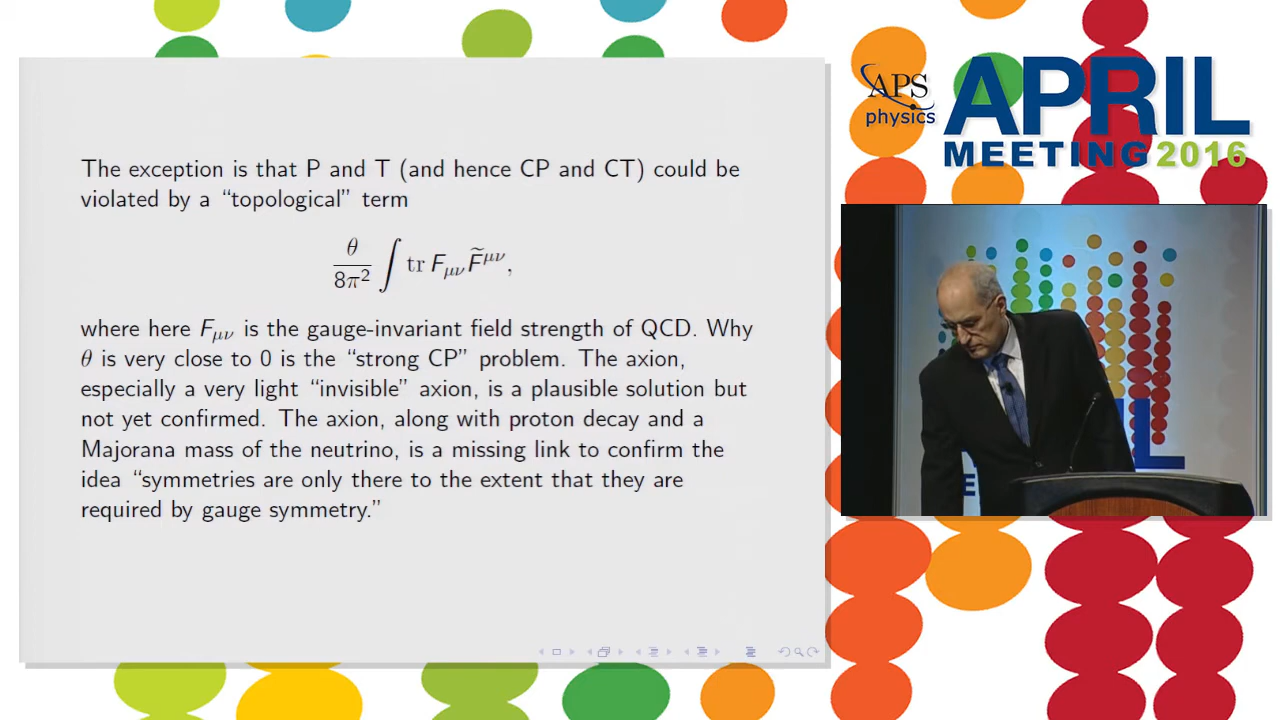 The exception is that P and T (and hence CP and CT) could be
violated by a “topological” term
θ/8π² ∫ tr F_μν F̃^μν,
where here F_μν is the gauge-invariant field strength of QCD. Why
θ is very close to 0 is the “strong CP” problem. The axion,
especially a very light “invisible” axion, is a plausible solution but
not yet confirmed. The axion, along with proton decay and a
Majorana mass of the neutrino, is a missing link to confirm the
idea “symmetries are only there to the extent that they are
required by gauge symmetry.”
APS
physics
APRIL
MEETING 2016